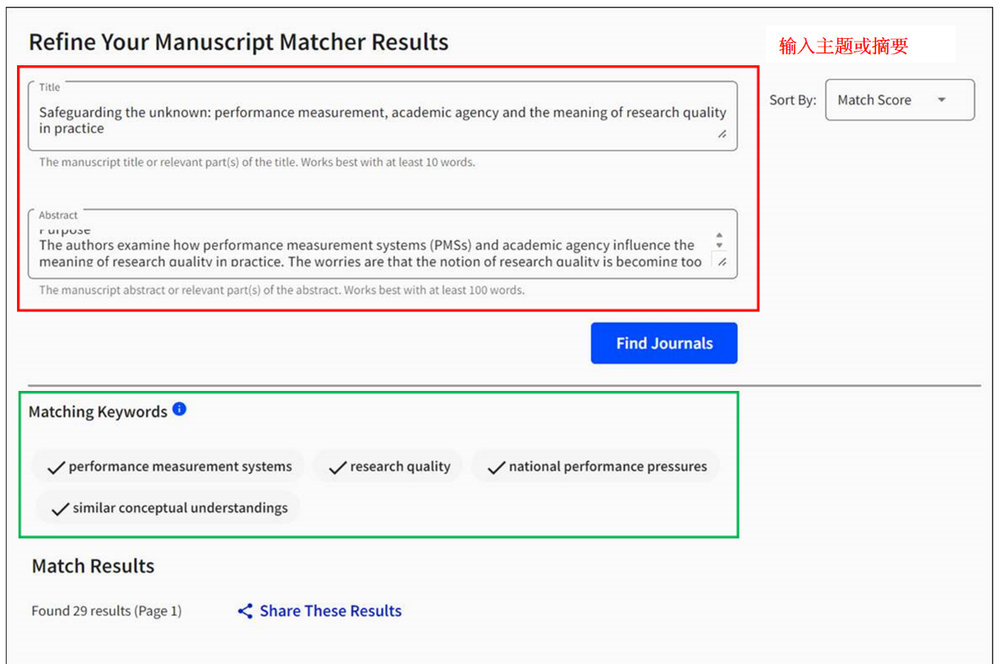 Refine Your Manuscript Matcher Results
输入主题或摘要
Title
Safeguarding the unknown: performance measurement, academic agency and the meaning of research quality
in practice
The manuscript title or relevant part(s) of the title. Works best with at least 10 words.
Sort By:
Match Score
Abstract
Purpose
The authors examine how performance measurement systems (PMSs) and academic agency influence the
meaning of research quality in practice. The worries are that the notion of research quality is becoming too
The manuscript abstract or relevant part(s) of the abstract. Works best with at least 100 words.
Find Journals
Matching Keywords
performance measurement systems
research quality
national performance pressures
similar conceptual understandings
Match Results
Found 29 results (Page 1)
Share These Results